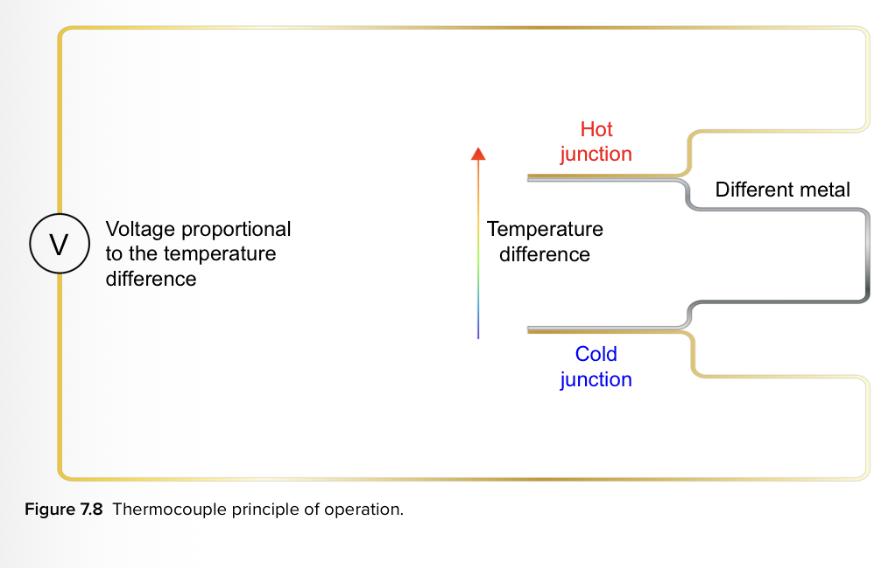 Hot
junction
Different metal
V
Voltage proportional
to the temperature
difference
Temperature
difference
Cold
junction
Figure 7.8 Thermocouple principle of operation.